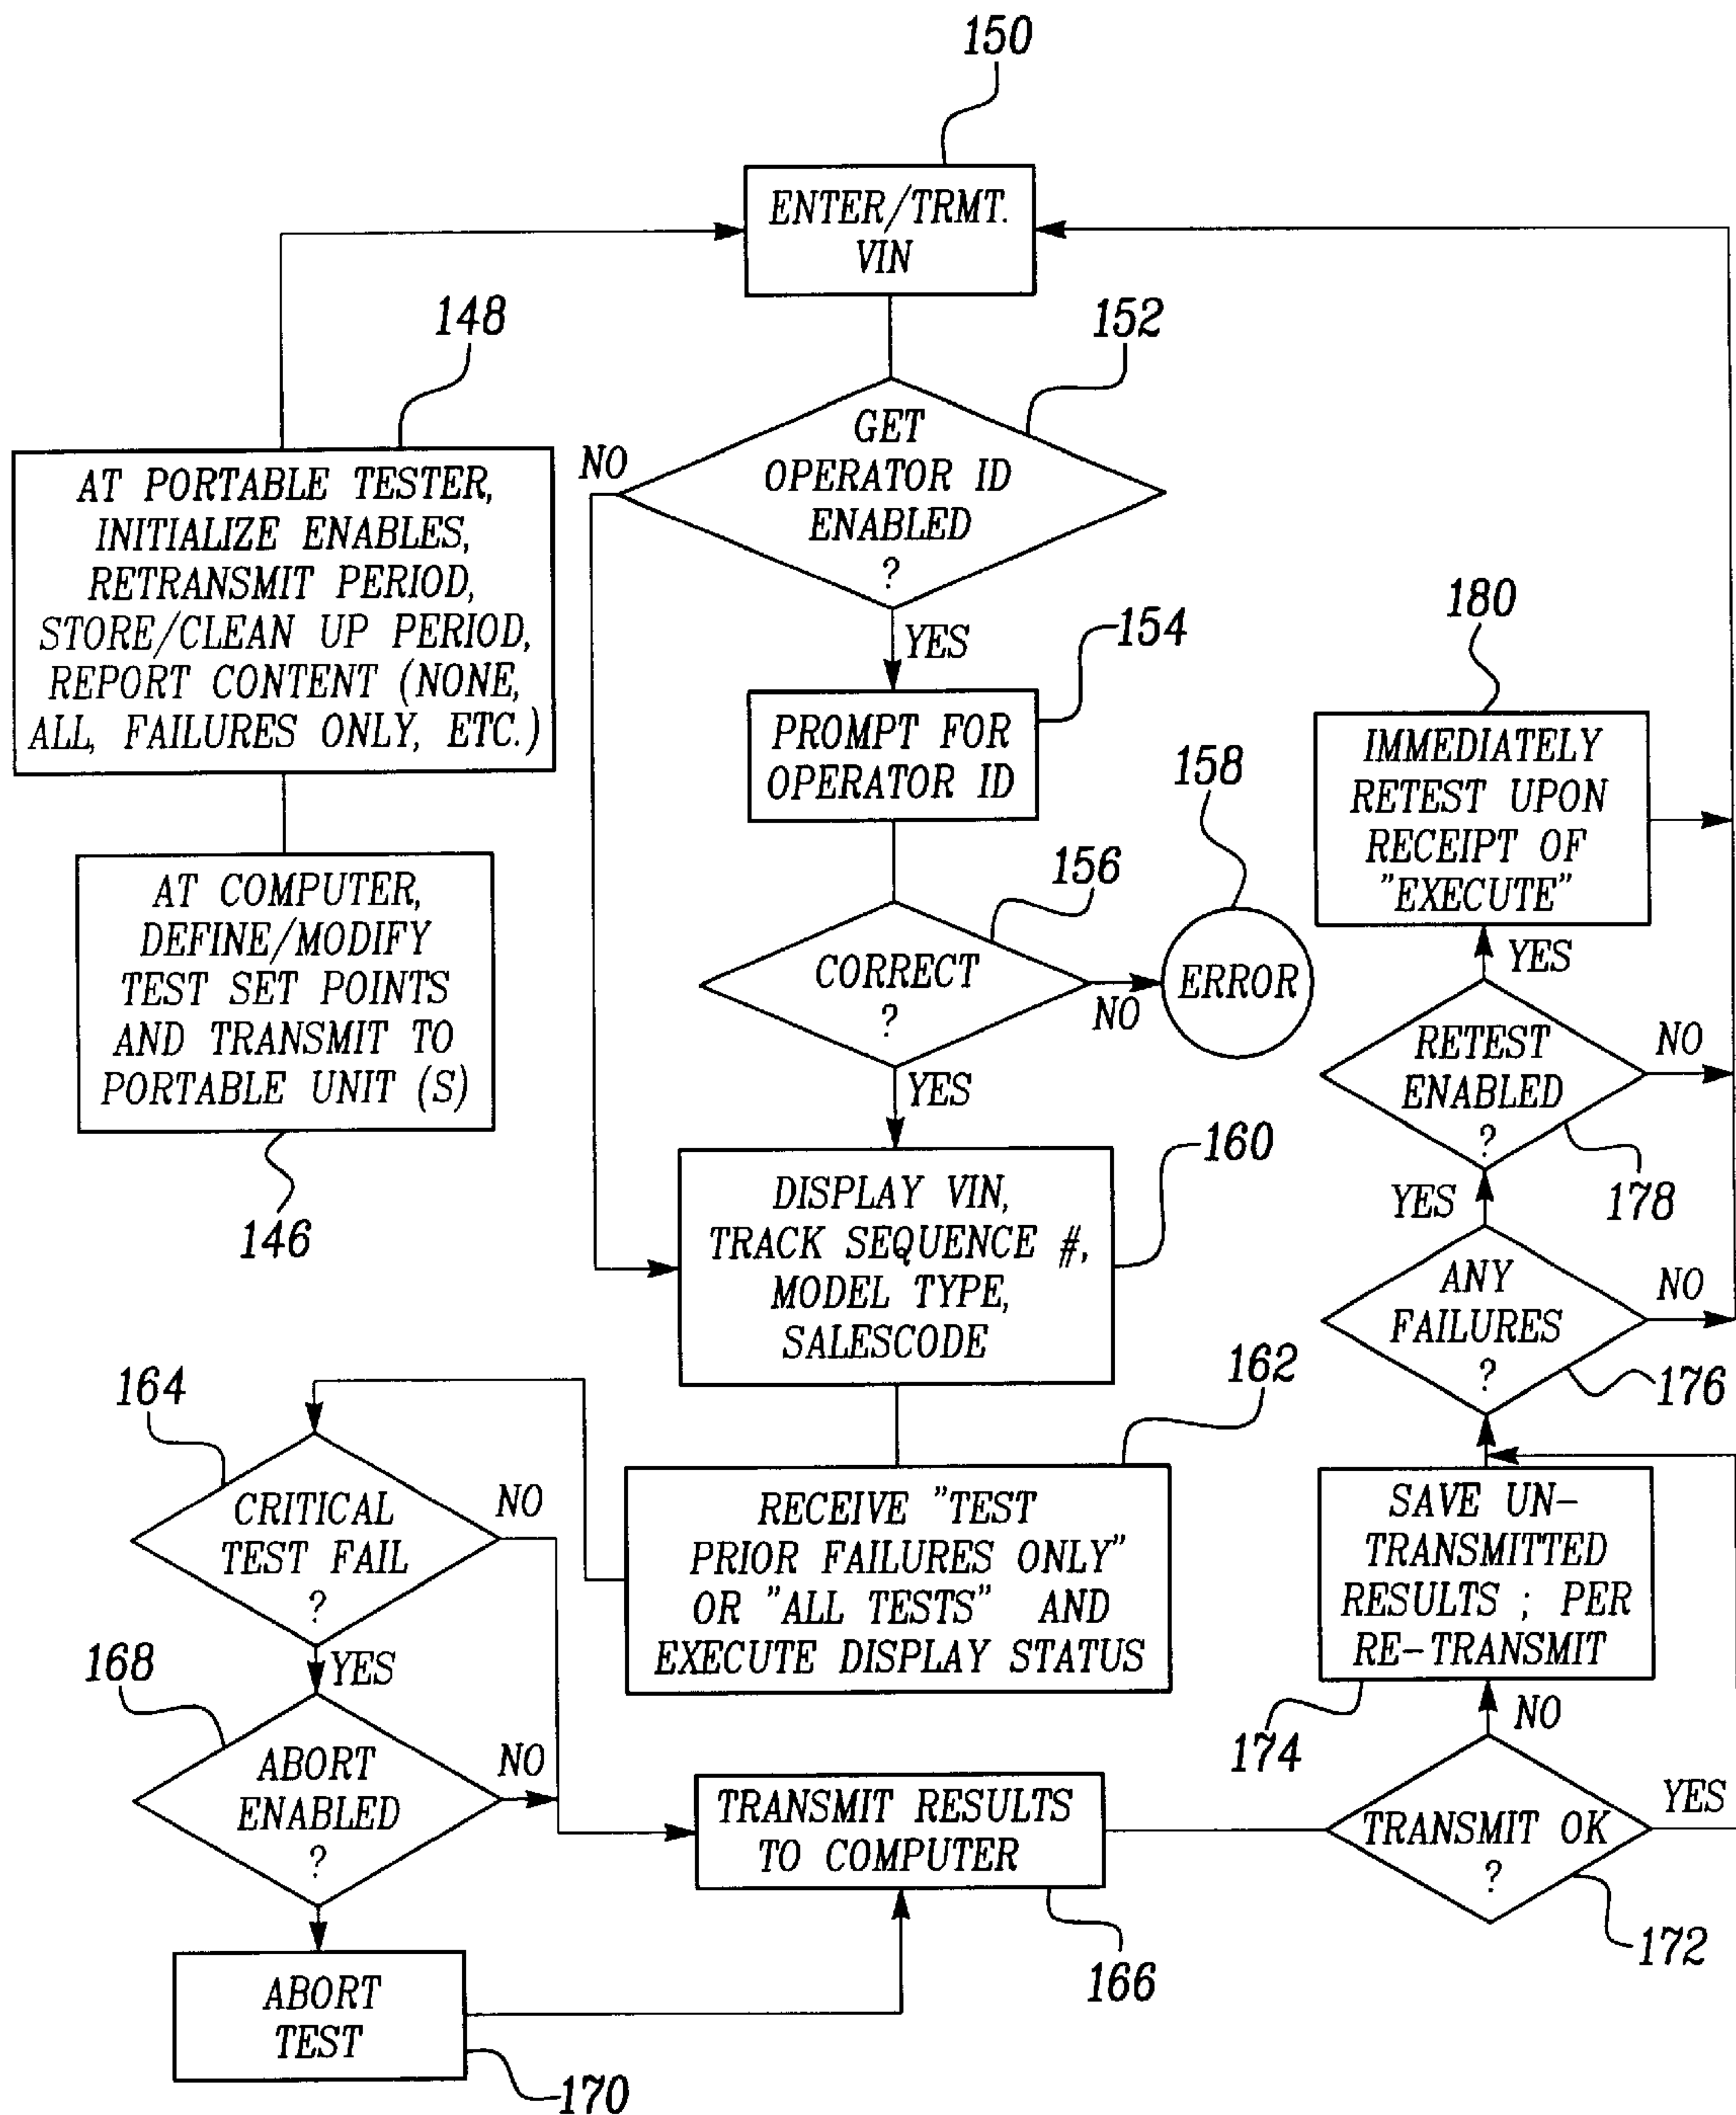 150
ENTER/TRMT.
VIN
148
152
GET
OPERATOR ID
ENABLED
?
NO
YES
AT PORTABLE TESTER,
INITIALIZE ENABLES,
RETRANSMIT PERIOD,
STORE/CLEAN UP PERIOD,
REPORT CONTENT (NONE,
ALL, FAILURES ONLY, ETC.)
154
PROMPT FOR
OPERATOR ID
158
180
IMMEDIATELY
RETEST UPON
RECEIPT OF
"EXECUTE"
AT COMPUTER,
DEFINE/MODIFY
TEST SET POINTS
AND TRANSMIT TO
PORTABLE UNIT (S)
146
156
CORRECT
?
NO
ERROR
YES
YES
RETEST
ENABLED
?
NO
178
160
DISPLAY VIN,
TRACK SEQUENCE #,
MODEL TYPE,
SALESCODE
YES
ANY
FAILURES
?
NO
176
162
164
CRITICAL
TEST FAIL
?
NO
YES
RECEIVE "TEST
PRIOR FAILURES ONLY"
OR "ALL TESTS" AND
EXECUTE DISPLAY STATUS
SAVE UN-
TRANSMITTED
RESULTS ; PER
RE-TRANSMIT
174
NO
168
ABORT
ENABLED
?
NO
TRANSMIT RESULTS
TO COMPUTER
166
TRANSMIT OK
?
YES
172
ABORT
TEST
170